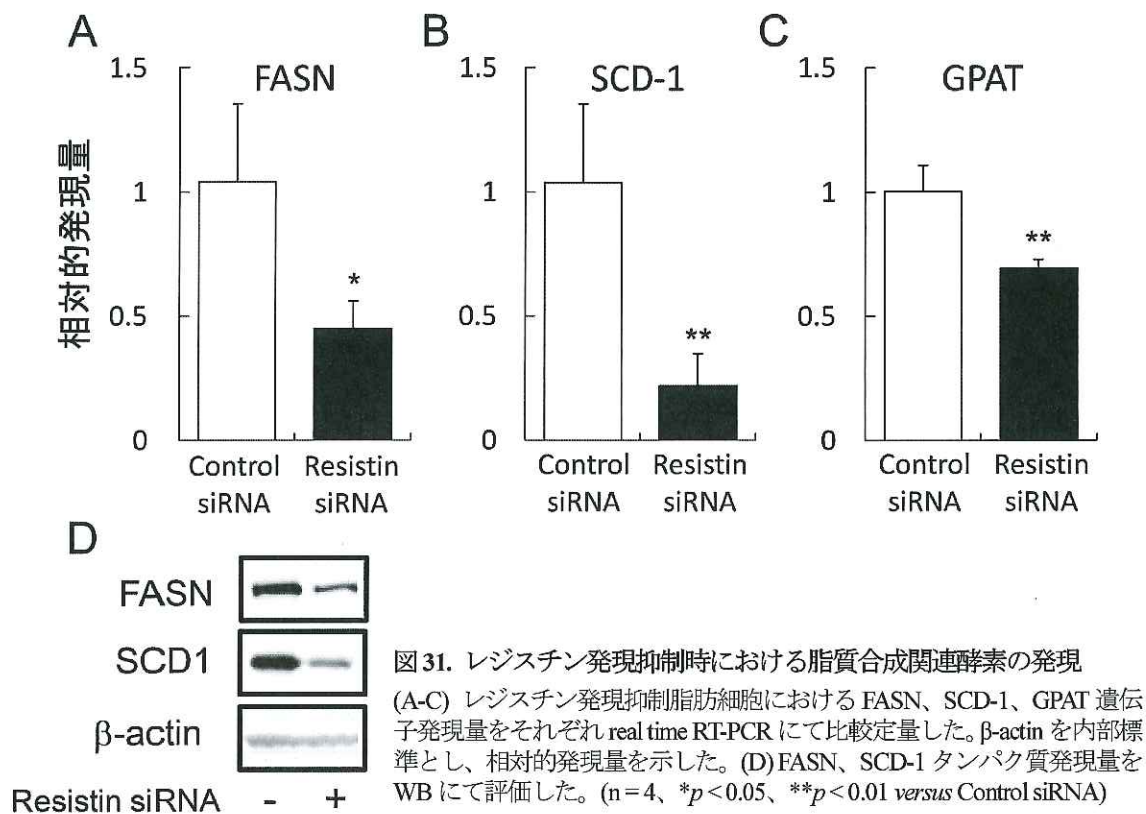 A
B
C
FASN
SCD-1
GPAT
相対的発現量
1.5
1
0.5
0
*
Control siRNA
Resistin siRNA
1.5
1
0.5
0
**
Control siRNA
Resistin siRNA
1.5
1
0.5
0
**
Control siRNA
Resistin siRNA
D
FASN
SCD1
β-actin
Resistin siRNA - +
図 31. レジスチン発現抑制時における脂質合成関連酵素の発現
(A-C) レジスチン発現抑制脂肪細胞における FASN、SCD-1、GPAT 遺伝
子発現量をそれぞれ real time RT-PCR にて比較定量した。β-actin を内部標
準とし、相対的発現量を示した。(D) FASN、SCD-1 タンパク質発現量を
WB にて評価した。(n = 4、*p < 0.05、**p < 0.01 versus Control siRNA)